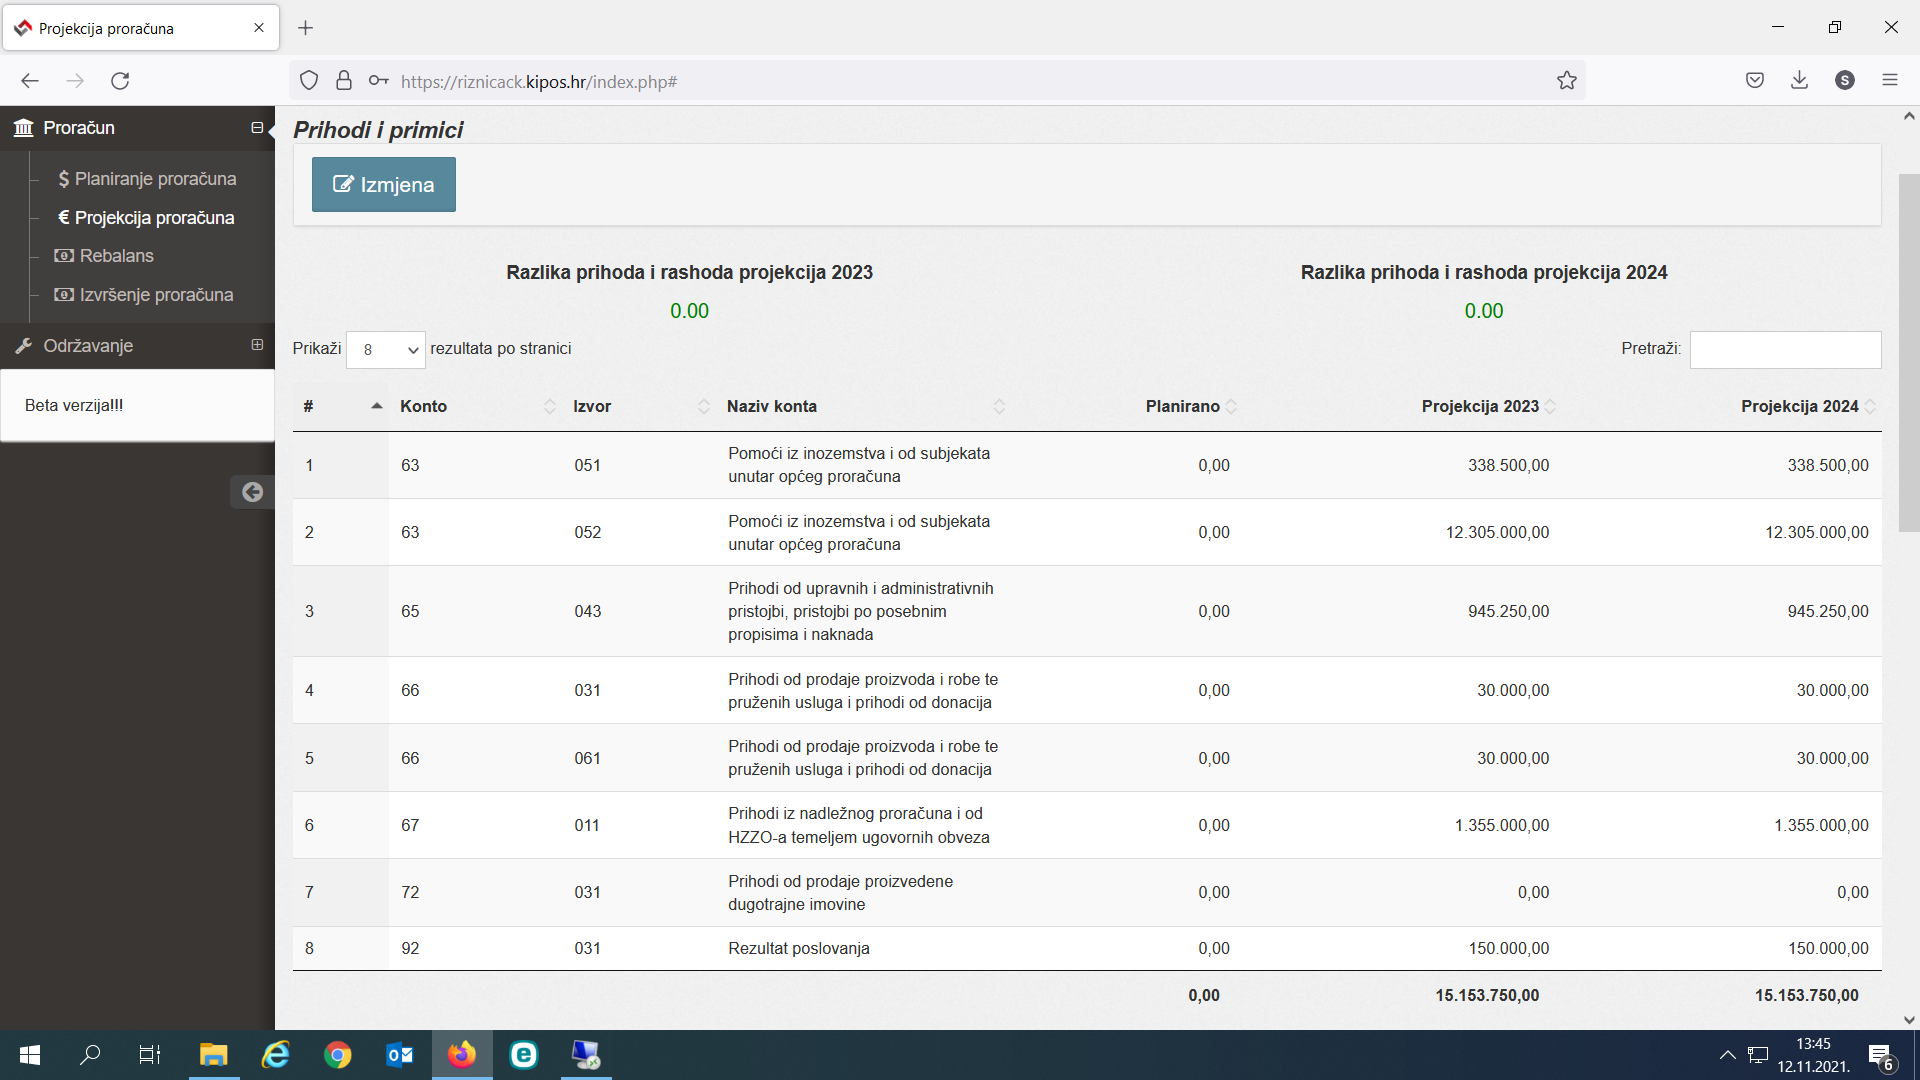 Projekcija proračuna
https://riznicack.kipos.hr/index.php#
S
Proračun
Planiranje proračuna
Projekcija proračuna
Rebalans
Izvršenje proračuna
Održavanje
Beta verzija!!!
Prihodi i primici
Izmjena
Razlika prihoda i rashoda projekcija 2023
0.00
Razlika prihoda i rashoda projekcija 2024
0.00
Prikaži 8 rezultata po stranici
Pretraži:
# Konto Izvor Naziv konta Planirano Projekcija 2023 Projekcija 2024
1 63 051 Pomoći iz inozemstva i od subjekata 0,00 338.500,00 338.500,00
unutar općeg proračuna
2 63 052 Pomoći iz inozemstva i od subjekata 0,00 12.305.000,00 12.305.000,00
unutar općeg proračuna
Prihodi od upravnih i administrativnih
3 65 043 pristojbi, pristojbi po posebnim 0,00 945.250,00 945.250,00
propisima i naknada
4 66 031 Prihodi od prodaje proizvoda i robe te 0,00 30.000,00 30.000,00
pruženih usluga i prihodi od donacija
5 66 061 Prihodi od prodaje proizvoda i robe te 0,00 30.000,00 30.000,00
pruženih usluga i prihodi od donacija
6 67 011 Prihodi iz nadležnog proračuna i od 0,00 1.355.000,00 1.355.000,00
HZZO-a temeljem ugovornih obveza
7 72 031 Prihodi od prodaje proizvedene 0,00 0,00 0,00
dugotrajne imovine
8 92 031 Rezultat poslovanja 0,00 150.000,00 150.000,00
0,00 15.153.750,00 15.153.750,00
13:45
12.11.2021.
6